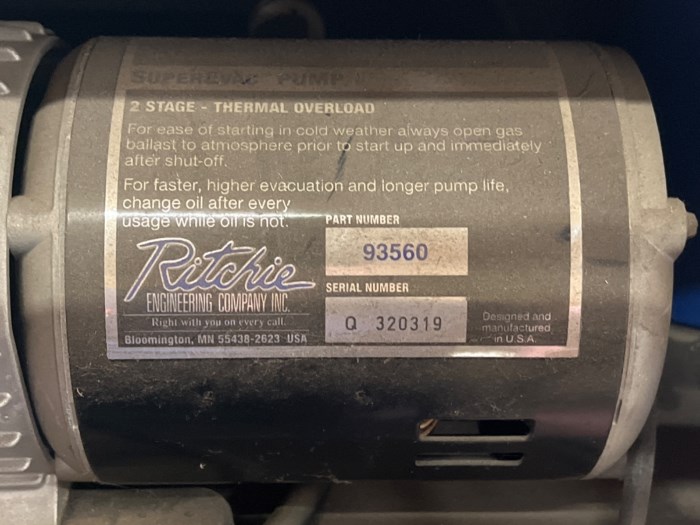 SUPEREVAC PUMP
2 STAGE - THERMAL OVERLOAD
For ease of starting in cold weather always open gas
ballast to atmosphere prior to start up and immediately
after shut-off.
For faster, higher evacuation and longer pump life,
change oil after every
usage while oil is hot.
PART NUMBER
93560
Ritchie
ENGINEERING COMPANY INC.
Right with you on every call.
Bloomington, MN 55438-2623 USA
SERIAL NUMBER
Q 320319
Designed and
manufactured
in U.S.A.